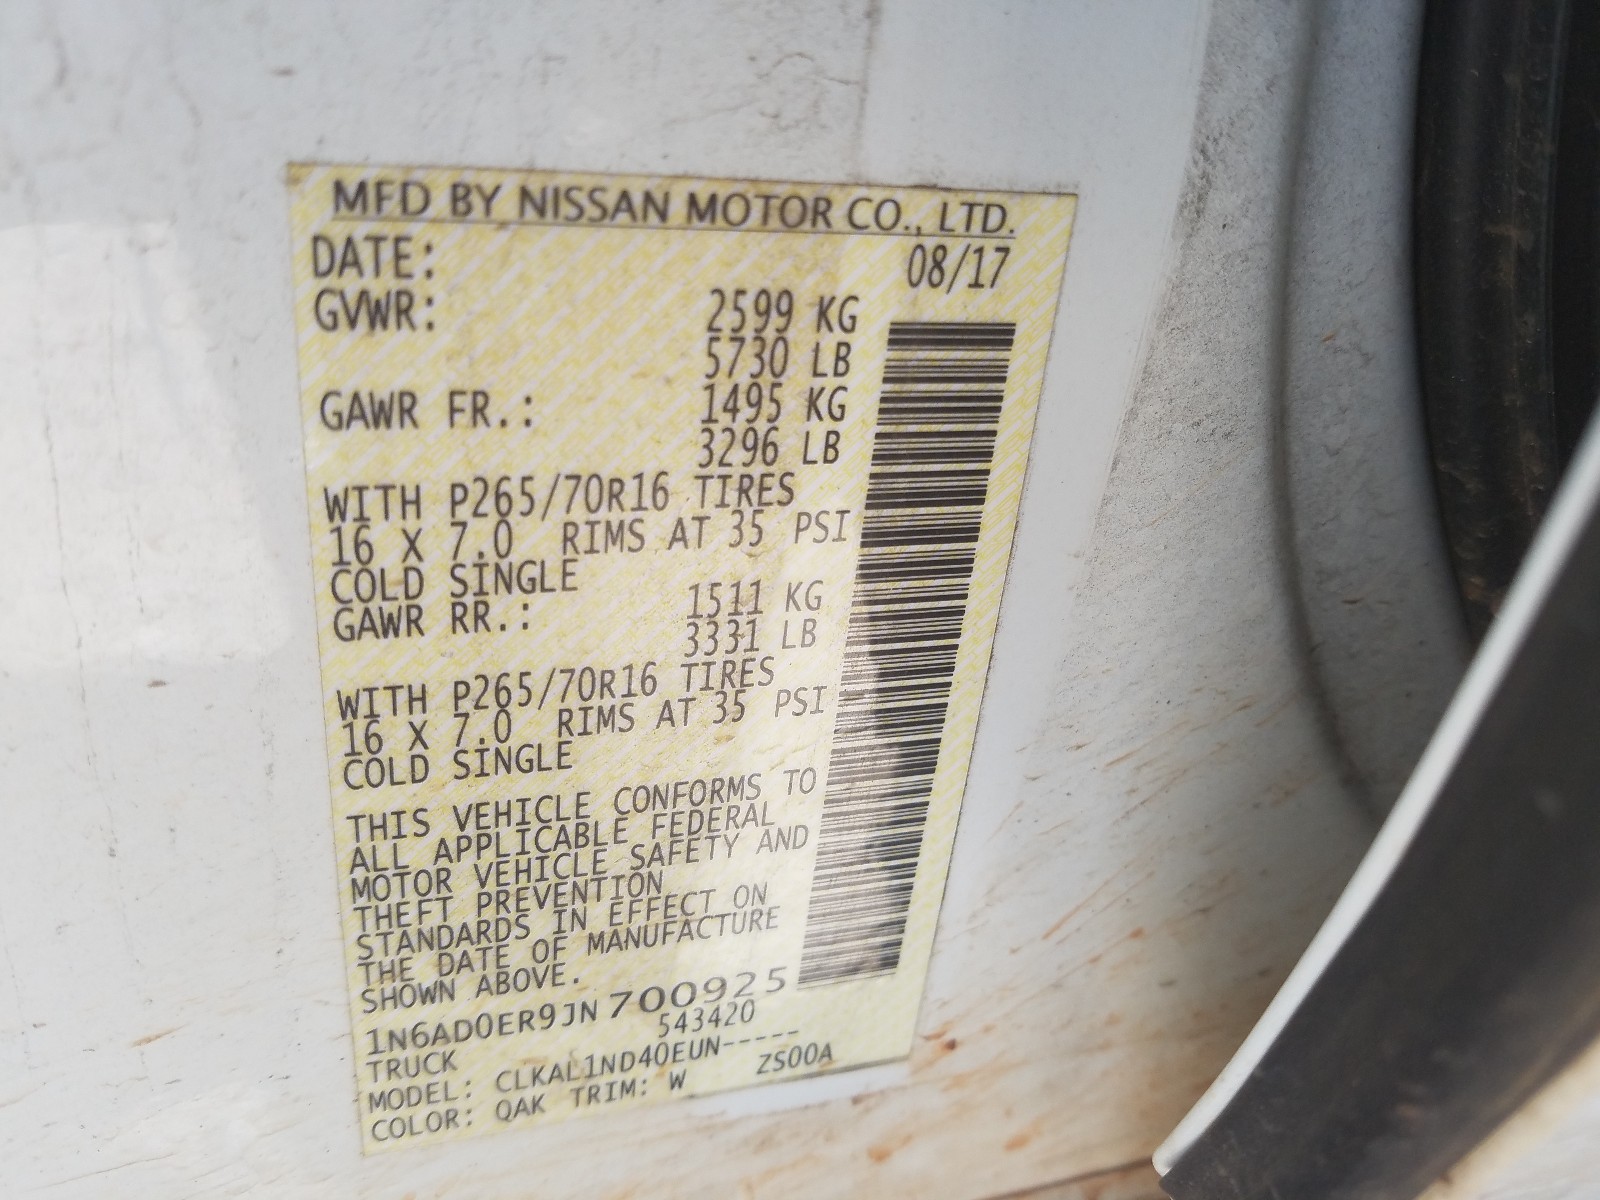 MFD BY NISSAN MOTOR CO., LTD.
DATE: 08/17
GVWR: 2599 KG
5730 LB
GAWR FR.: 1495 KG
3296 LB
WITH P265/70R16 TIRES
16 X 7.0 RIMS AT 35 PSI
COLD SINGLE
GAWR RR.: 1511 KG
3331 LB
WITH P265/70R16 TIRES
16 X 7.0 RIMS AT 35 PSI
COLD SINGLE
THIS VEHICLE CONFORMS TO
ALL APPLICABLE FEDERAL
MOTOR VEHICLE SAFETY AND
THEFT PREVENTION
STANDARDS IN EFFECT ON
THE DATE OF MANUFACTURE
SHOWN ABOVE.
1N6AD0ER9JN700925
TRUCK 543420
MODEL: CLKAL1ND40EUN-----
COLOR: QAK TRIM: W ZS00A